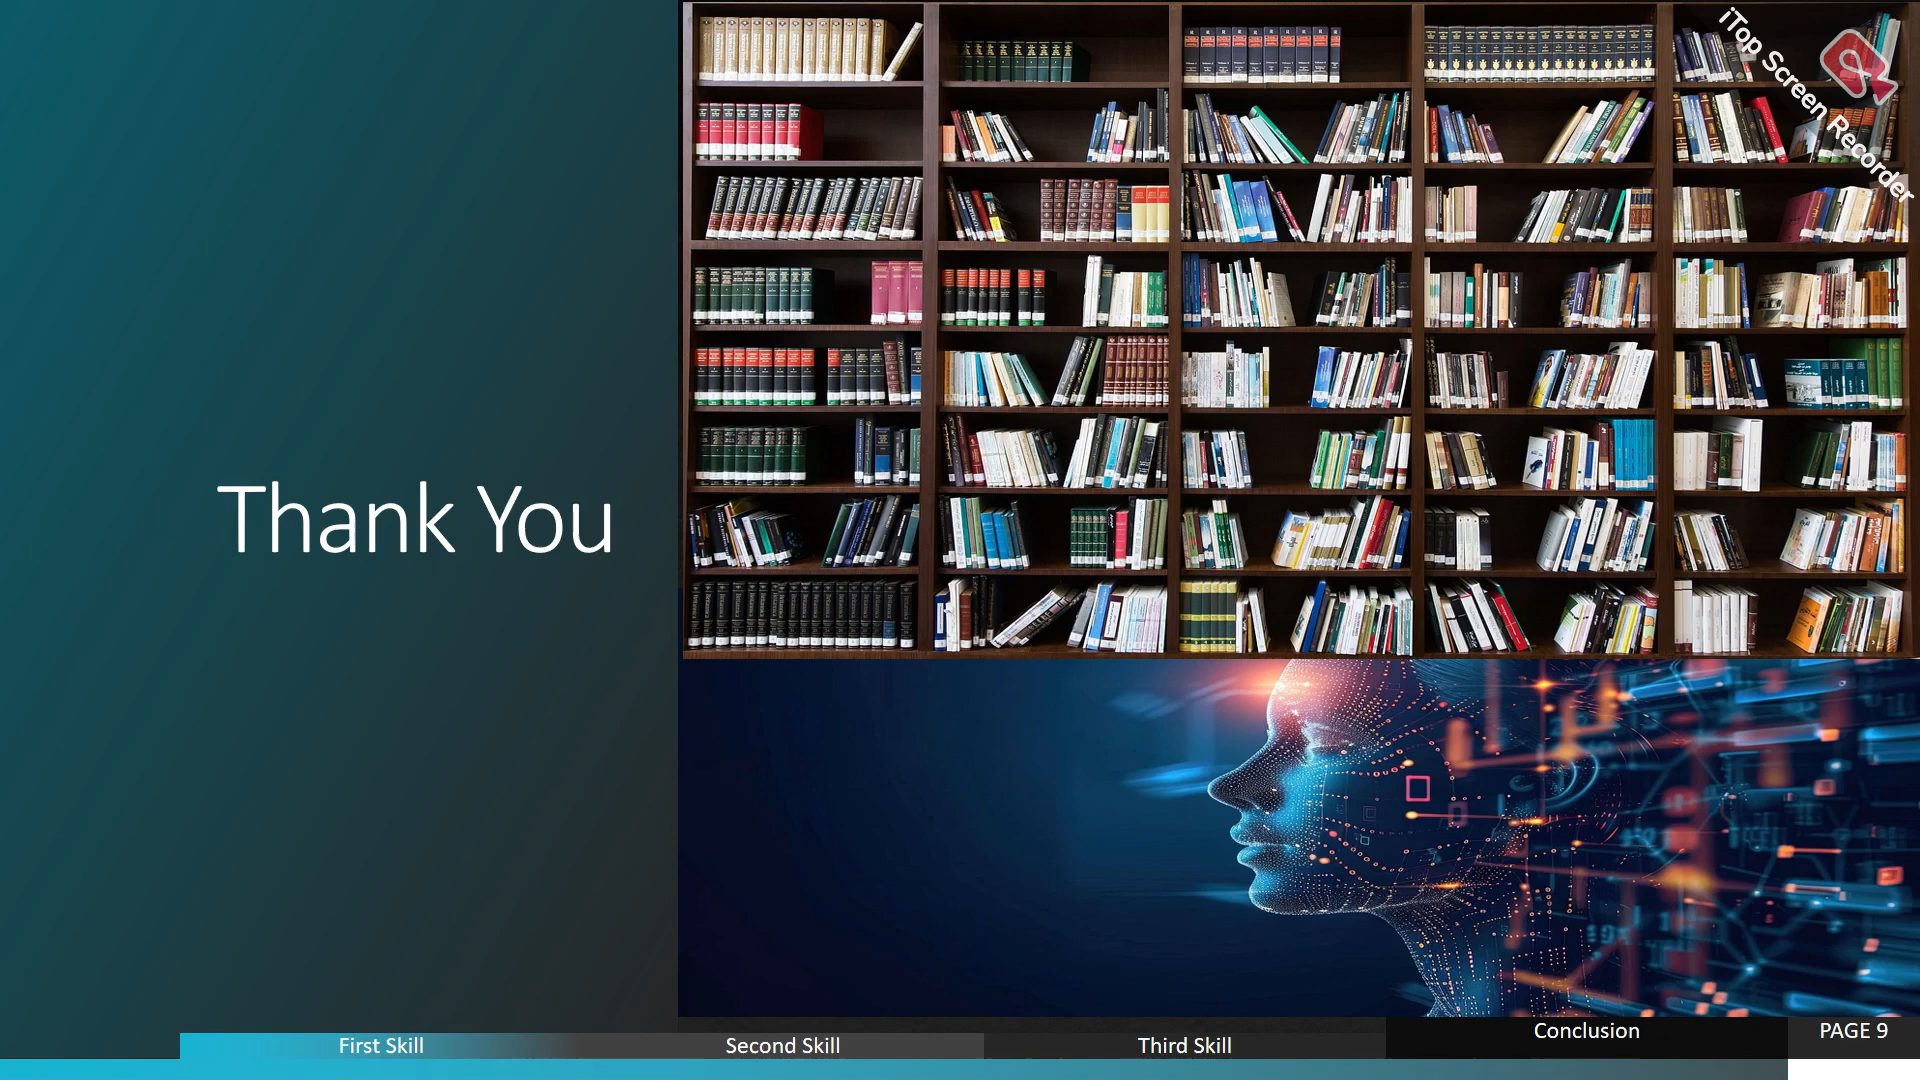 iTop Screen Recorder
Thank You
First Skill
Second Skill
Third Skill
Conclusion
PAGE 9